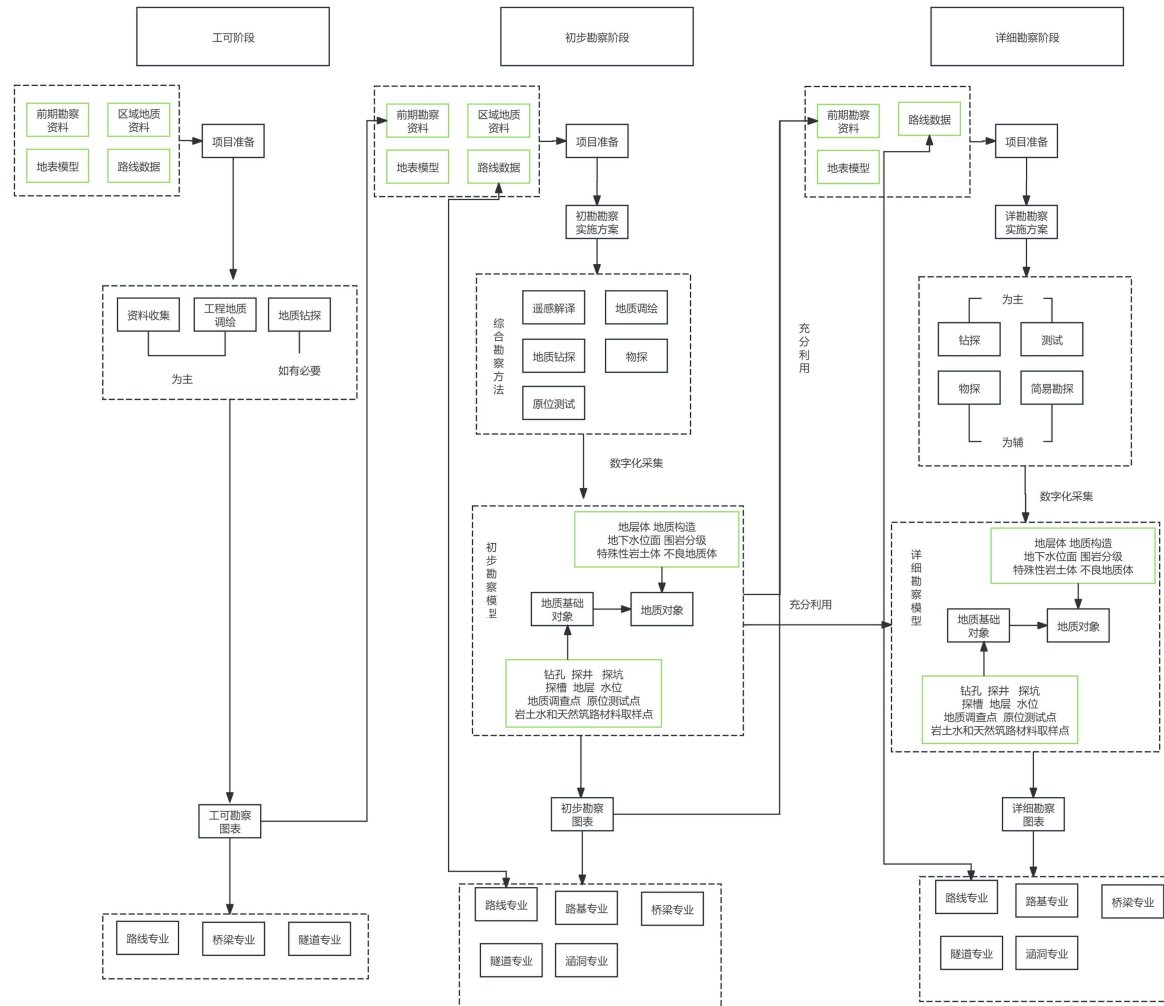 工可阶段
前期勘察
资料
区域地质
资料
地表模型
路线数据
项目准备
资料收集
工程地质
调绘
地质钻探
为主
如有必要
工可勘察
图表
路线专业
桥梁专业
隧道专业
初步勘察阶段
前期勘察
资料
区域地质
资料
地表模型
路线数据
项目准备
初勘勘察
实施方案
综合勘察方法
遥感解译
地质调绘
地质钻探
物探
原位测试
数字化采集
初步勘察模型
地层体 地质构造
地下水位面 围岩分级
特殊性岩土体 不良地质体
地质基础
对象
地质对象
钻孔 探井 探坑
探槽 地层 水位
地质调查点 原位测试点
岩土水和天然筑路材料取样点
初步勘察
图表
路线专业
路基专业
桥梁专业
隧道专业
涵洞专业
充分利用
充分利用
详细勘察阶段
前期勘察
资料
路线数据
地表模型
项目准备
详勘勘察
实施方案
为主
钻探
测试
物探
简易勘探
为辅
数字化采集
详细勘察模型
地层体 地质构造
地下水位面 围岩分级
特殊性岩土体 不良地质体
地质基础
对象
地质对象
钻孔 探井 探坑
探槽 地层 水位
地质调查点 原位测试点
岩土水和天然筑路材料取样点
详细勘察
图表
路线专业
路基专业
桥梁专业
隧道专业
涵洞专业